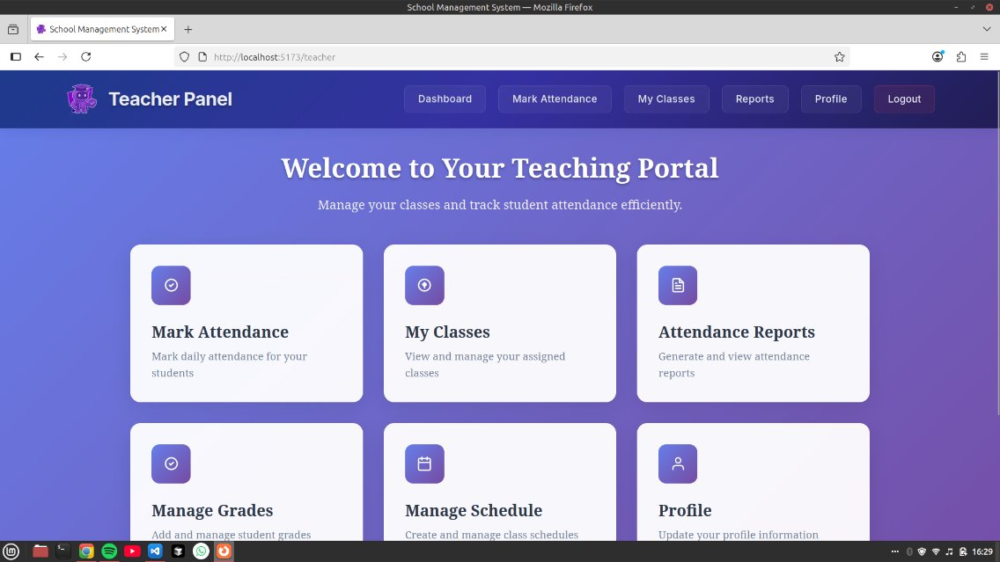 School Management System — Mozilla Firefox
School Management System
http://localhost:5173/teacher
Teacher Panel
Dashboard
Mark Attendance
My Classes
Reports
Profile
Logout
Welcome to Your Teaching Portal
Manage your classes and track student attendance efficiently.
Mark Attendance
Mark daily attendance for your
students
My Classes
View and manage your assigned
classes
Attendance Reports
Generate and view attendance
reports
Manage Grades
Add and manage student grades
Manage Schedule
Create and manage class schedules
Profile
Update your profile information
16:29